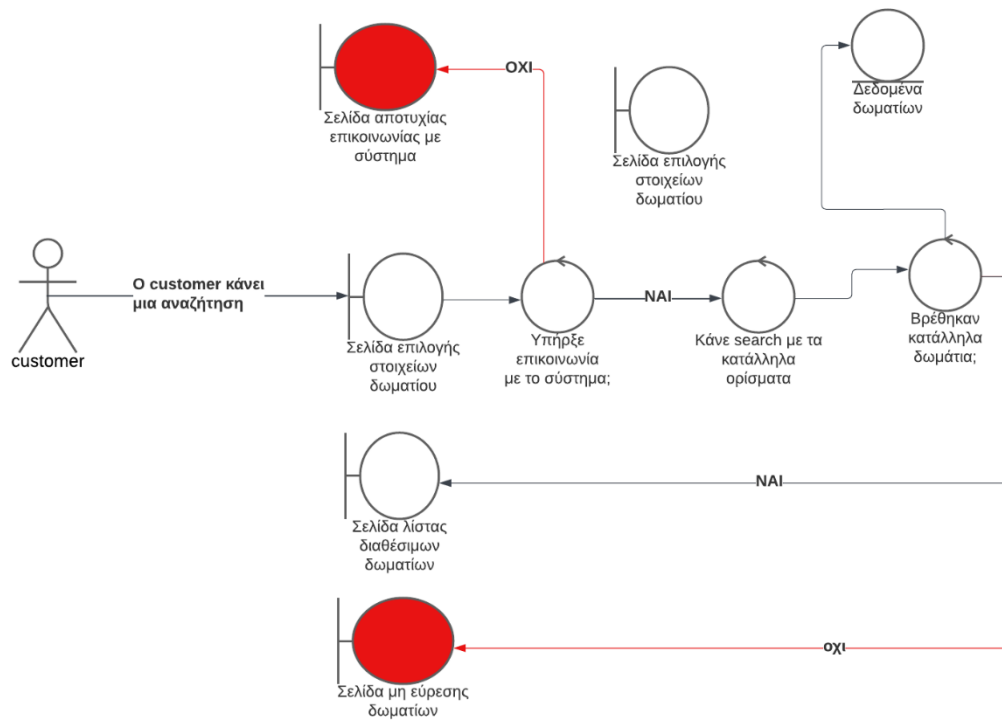 ΟΧΙ
Σελίδα αποτυχίας
επικοινωνίας με
σύστημα
Σελίδα επιλογής
στοιχείων
δωματίου
Δεδομένα
δωματίων
Ο customer κάνει
μια αναζήτηση
customer
Σελίδα επιλογής
στοιχείων
δωματίου
Υπήρξε
επικοινωνία
με το σύστημα;
ΝΑΙ
Κάνε search με τα
κατάλληλα
ορίσματα
Βρέθηκαν
κατάλληλα
δωμάτια;
ΝΑΙ
Σελίδα λίστας
διαθέσιμων
δωματίων
οχι
Σελίδα μη εύρεσης
δωματίων